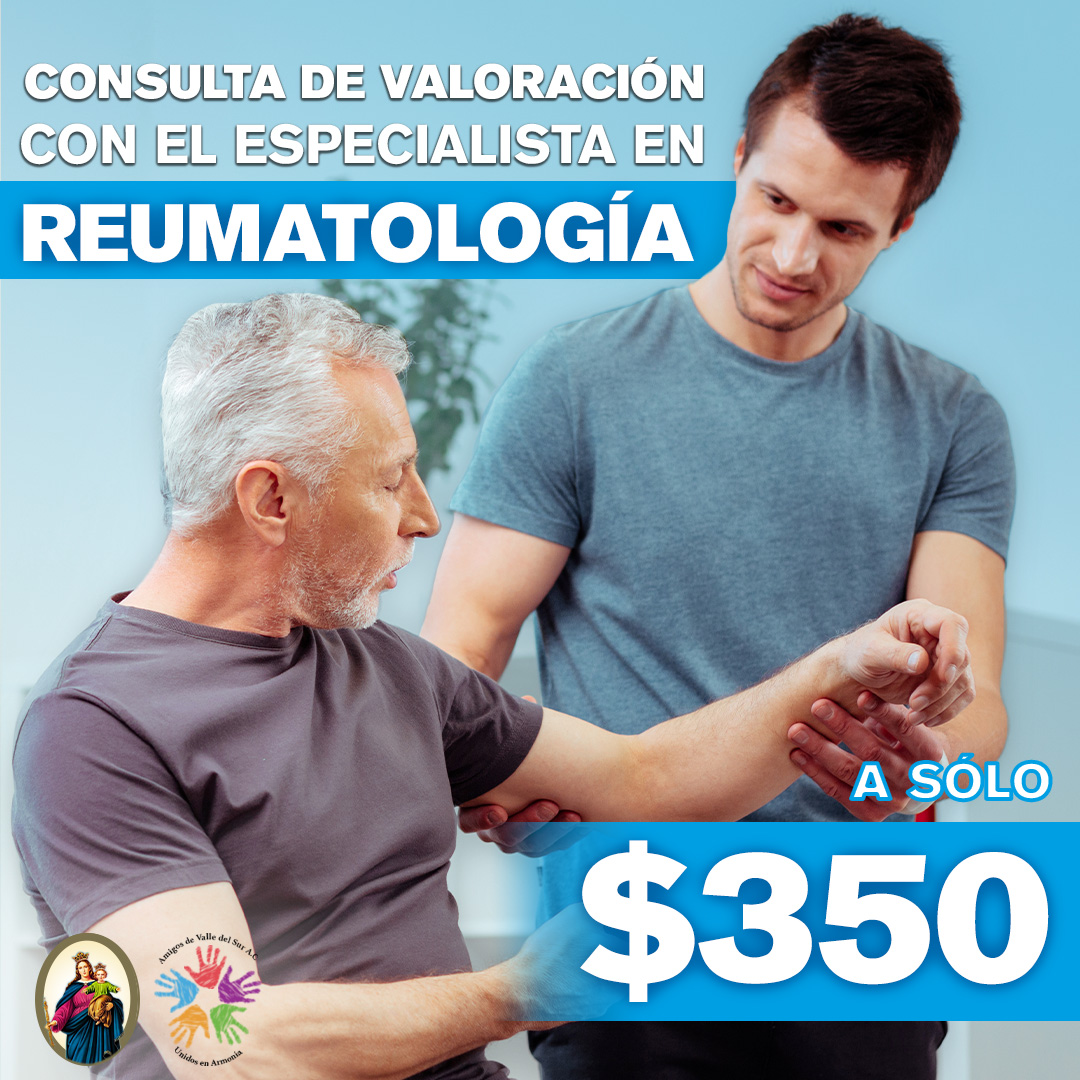 CONSULTA DE VALORACIÓN
CON EL ESPECIALISTA EN
REUMATOLOGÍA
A SÓLO
$350
Amigos de Valle del Sur A.C
Unidos en Armonía